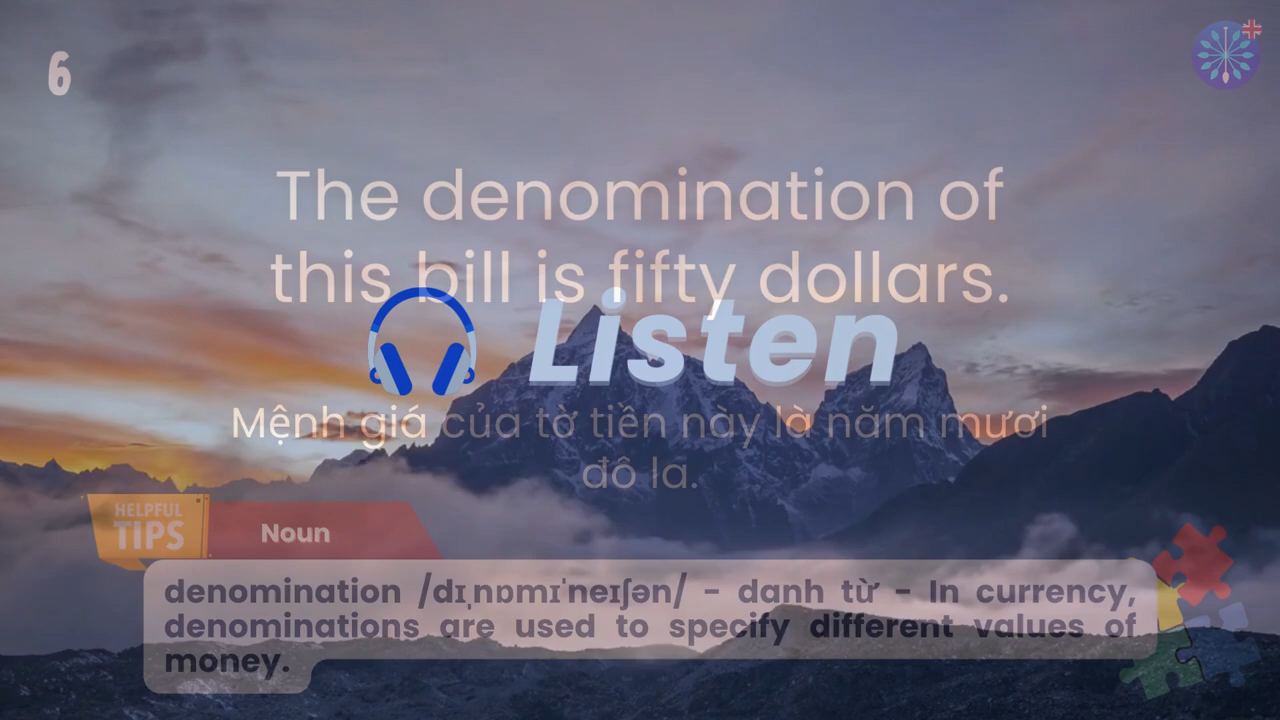 6
The denomination of
this bill is fifty dollars.
Listen
Mệnh giá của tờ tiền này là năm mươi
đô la.
HELPFUL
TIPS
Noun
denomination /dɪˌnɒmɪˈneɪʃən/ - danh từ - In currency,
denominations are used to specify different values of
money.